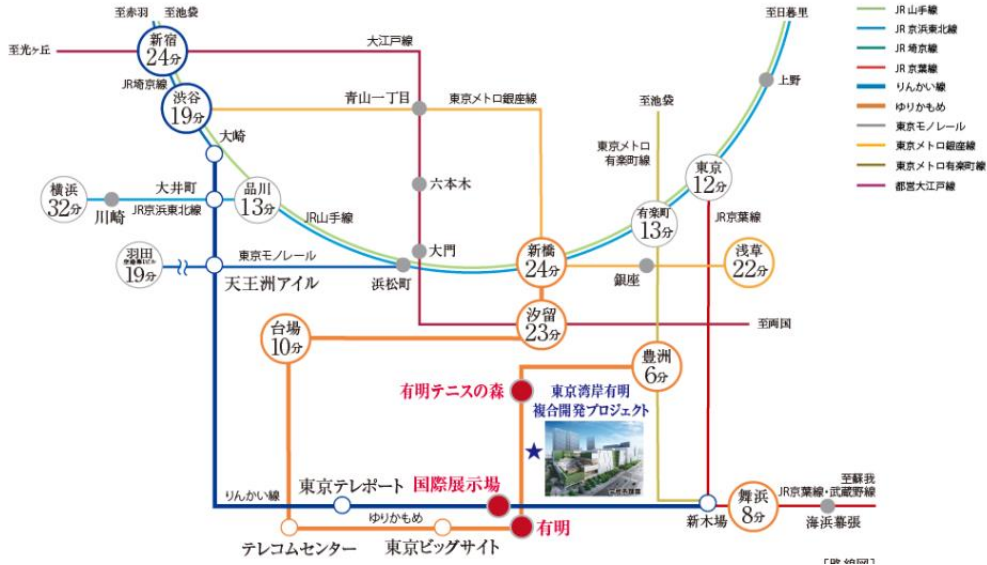 至赤羽
至池袋
至日暮里
新宿
24分
至光ヶ丘
大江戸線
上野
JR埼京線
渋谷
19分
青山一丁目
東京メトロ銀座線
至池袋
大崎
東京メトロ
有楽町線
東京
12分
横浜
32分
大井町
品川
13分
六本木
川崎
JR京浜東北線
JR山手線
有楽町
13分
JR京葉線
羽田
19分
東京モノレール
大門
新橋
24分
浅草
22分
天王洲アイル
浜松町
銀座
台場
10分
汐留
23分
至両国
豊洲
6分
有明テニスの森
東京湾岸有明
複合開発プロジェクト
りんかい線
東京テレポート
国際展示場
舞浜
8分
至蘇我
JR京葉線・武蔵野線
新木場
海浜幕張
ゆりかもめ
有明
テレコムセンター
東京ビッグサイト
JR山手線
JR京浜東北線
JR埼京線
JR京葉線
りんかい線
ゆりかもめ
東京モノレール
東京メトロ銀座線
東京メトロ有楽町線
都営大江戸線